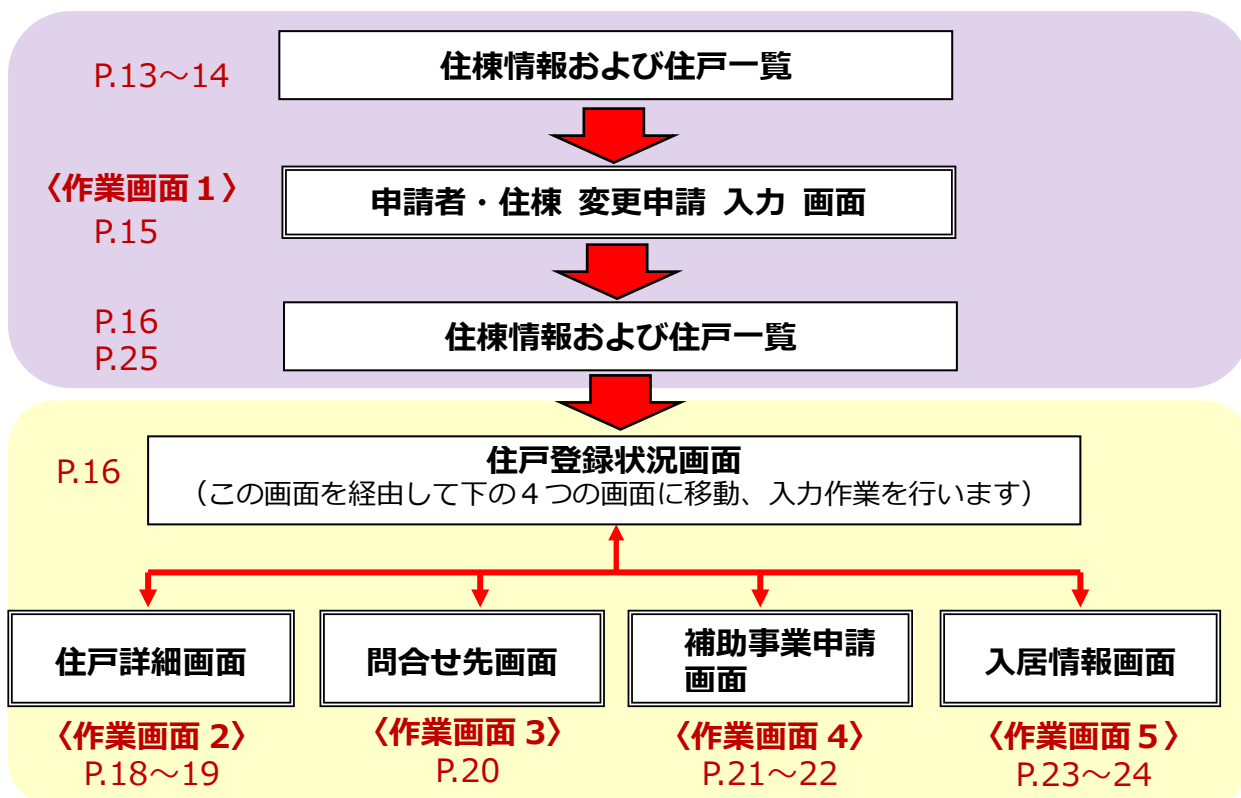 P.13～14
住棟情報および住戸一覧
〈作業画面１〉
P.15
申請者・住棟 変更申請 入力 画面
P.16
P.25
住棟情報および住戸一覧
P.16
住戸登録状況画面
（この画面を経由して下の４つの画面に移動、入力作業を行います）
住戸詳細画面
問合せ先画面
補助事業申請
画面
入居情報画面
〈作業画面 2〉
P.18～19
〈作業画面 3〉
P.20
〈作業画面 4〉
P.21～22
〈作業画面５〉
P.23～24